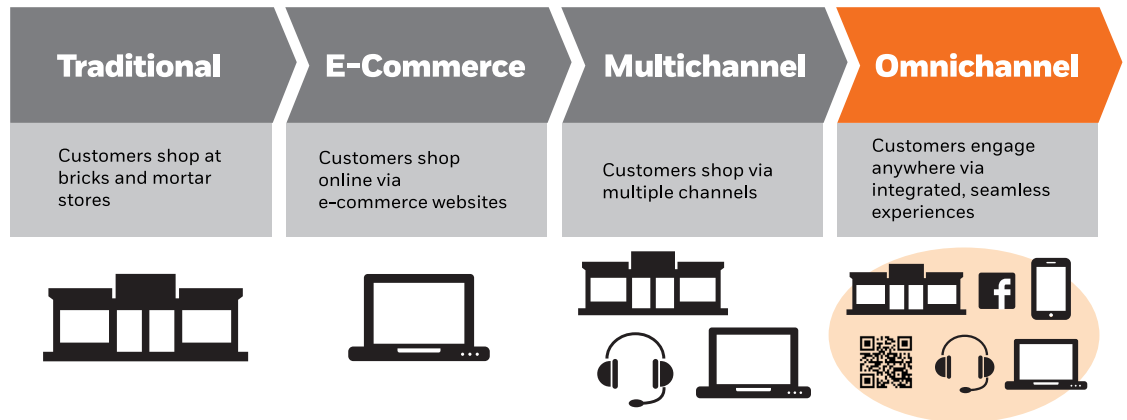 Traditional
E-Commerce
Multichannel
Omnichannel
Customers shop at
bricks and mortar
stores
Customers shop
online via
e-commerce websites
Customers shop via
multiple channels
Customers engage
anywhere via
integrated, seamless
experiences
f